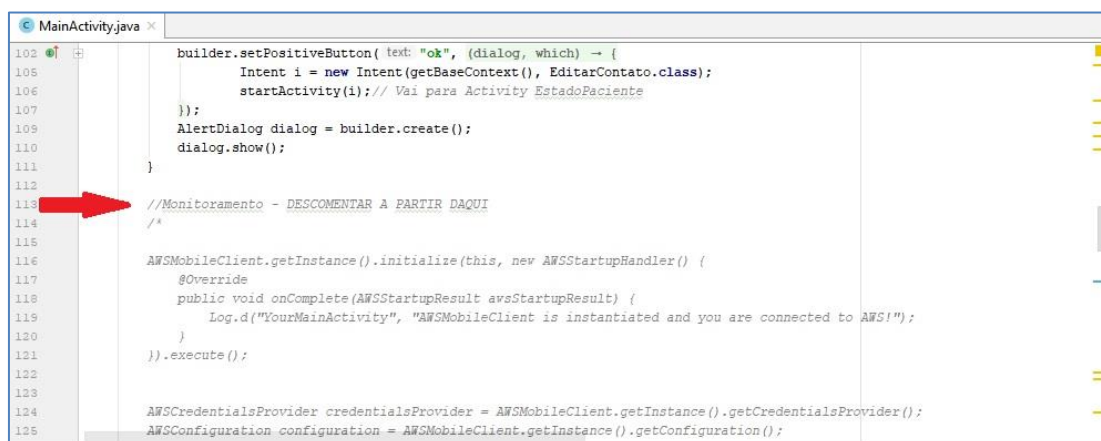 MainActivity.java
102 builder.setPositiveButton( text: "ok", (dialog, which) → {
105 Intent i = new Intent(getBaseContext(), EditarContato.class);
106 startActivity(i);// Vai para Activity EstadoPaciente
107 });
109 AlertDialog dialog = builder.create();
110 dialog.show();
111 }
112
113 //Monitoramento - DESCOMENTAR A PARTIR DAQUI
114 /*
115
116 AWSMobileClient.getInstance().initialize(this, new AWSStartupHandler() {
117 @Override
118 public void onComplete(AWSStartupResult awsStartupResult) {
119 Log.d("YourMainActivity", "AWSMobileClient is instantiated and you are connected to AWS!");
120 }
121 }).execute();
122
123
124 AWSCredentialsProvider credentialsProvider = AWSMobileClient.getInstance().getCredentialsProvider();
125 AWSConfiguration configuration = AWSMobileClient.getInstance().getConfiguration();